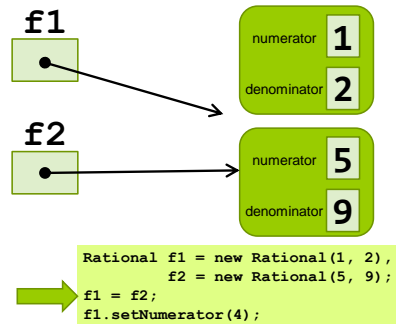 f1
numerator 1
denominator 2
f2
numerator 5
denominator 9
Rational f1 = new Rational(1, 2),
f2 = new Rational(5, 9);
f1 = f2;
f1.setNumerator(4);